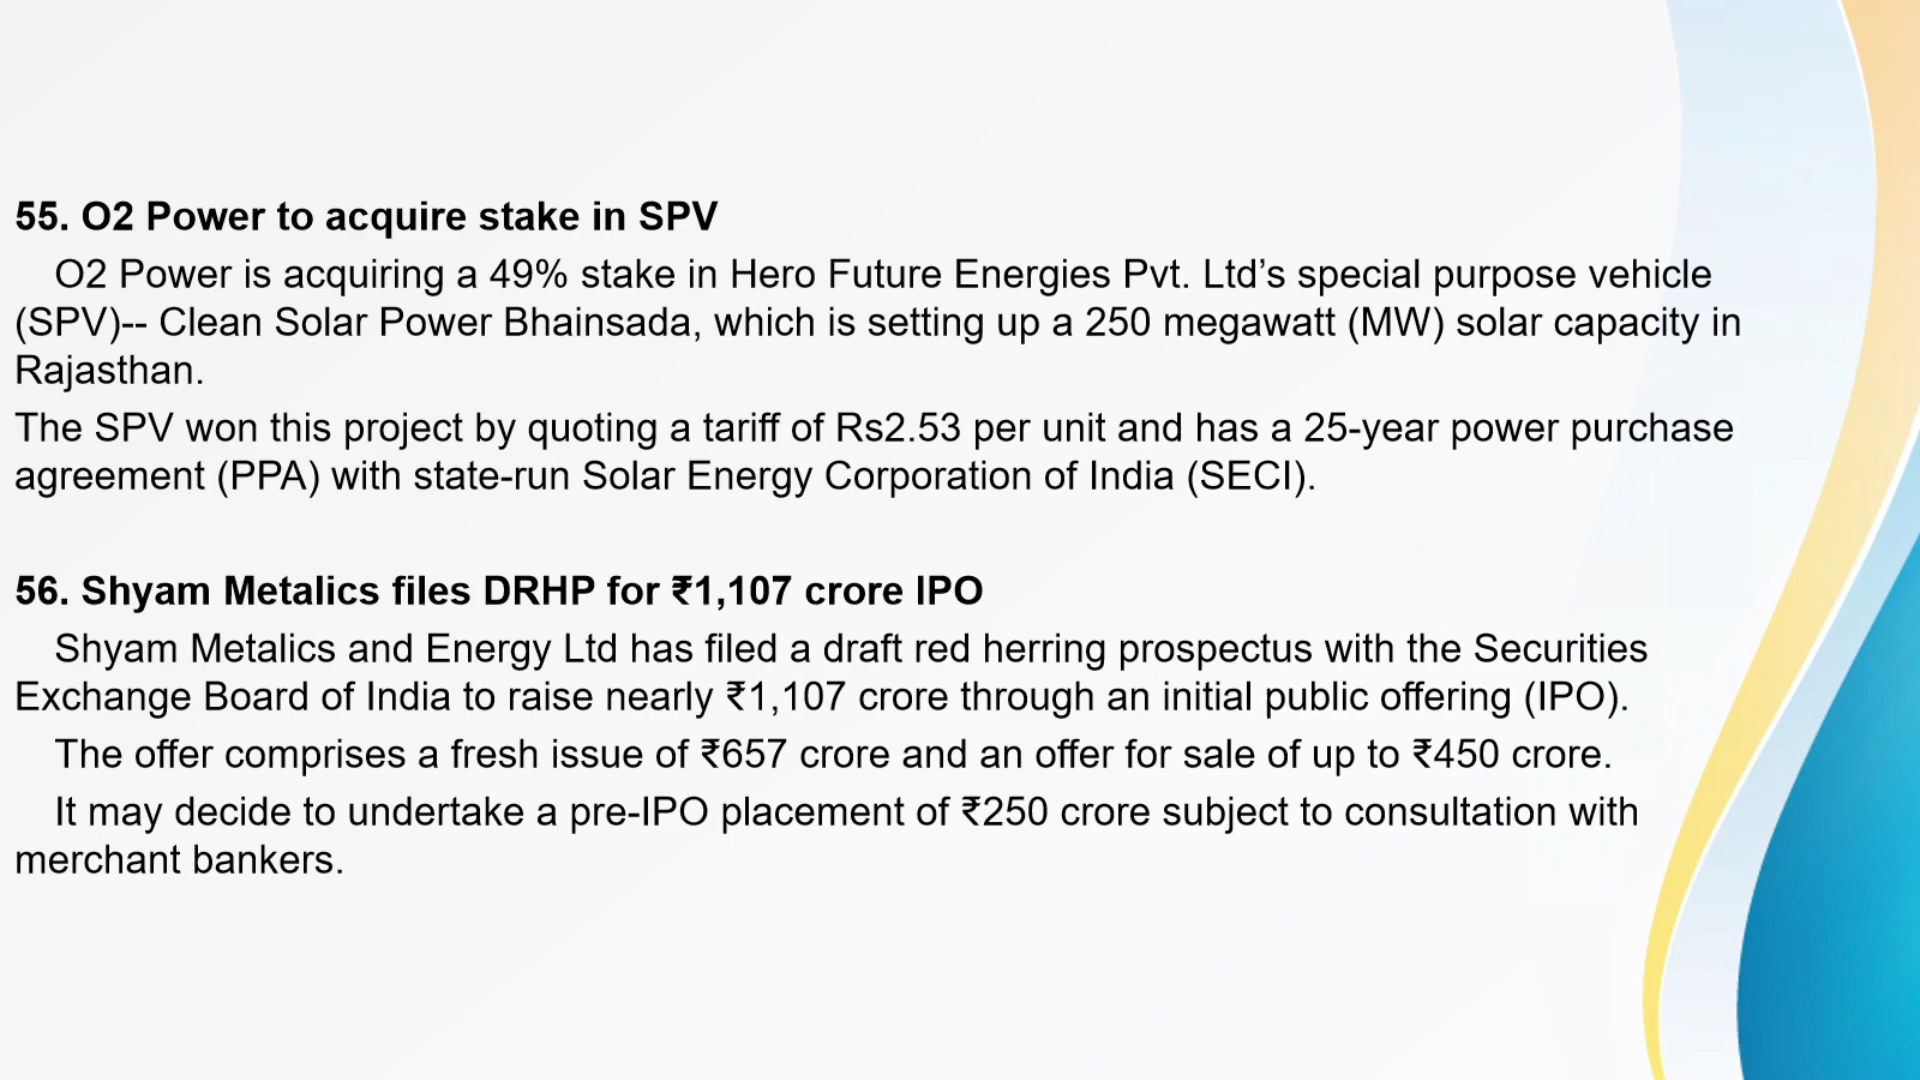 55. O2 Power to acquire stake in SPV
O2 Power is acquiring a 49% stake in Hero Future Energies Pvt. Ltd’s special purpose vehicle
(SPV)-- Clean Solar Power Bhainsada, which is setting up a 250 megawatt (MW) solar capacity in
Rajasthan.
The SPV won this project by quoting a tariff of Rs2.53 per unit and has a 25-year power purchase
agreement (PPA) with state-run Solar Energy Corporation of India (SECI).
56. Shyam Metalics files DRHP for ₹1,107 crore IPO
Shyam Metalics and Energy Ltd has filed a draft red herring prospectus with the Securities
Exchange Board of India to raise nearly ₹1,107 crore through an initial public offering (IPO).
The offer comprises a fresh issue of ₹657 crore and an offer for sale of up to ₹450 crore.
It may decide to undertake a pre-IPO placement of ₹250 crore subject to consultation with
merchant bankers.